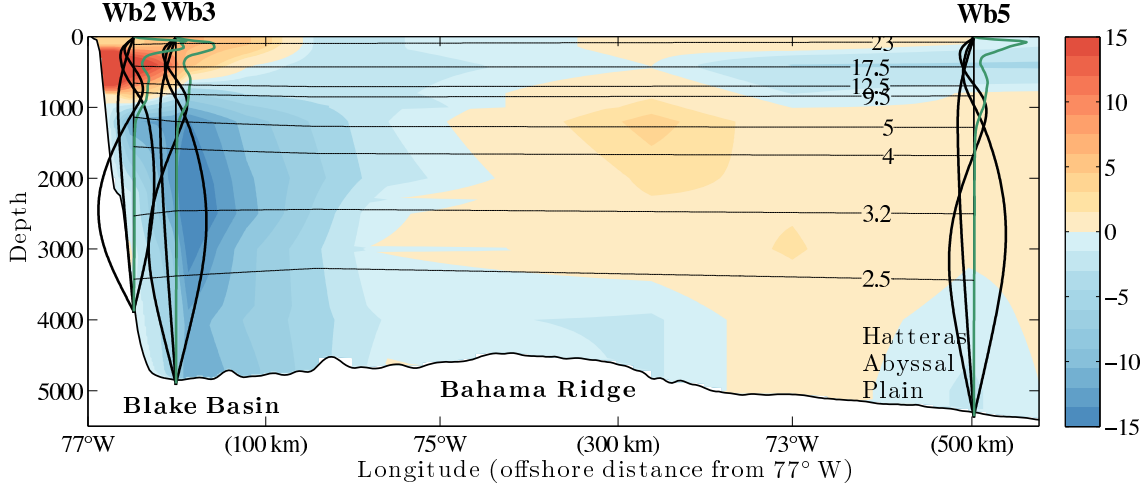 Wb2 Wb3 Wb5
0
1000
2000
3000
4000
5000
Depth
23
17.5
12.5
9.5
5
4
3.2
2.5
Hatteras
Abyssal
Plain
Bahama Ridge
Blake Basin
77°W (100 km) 75°W (300 km) 73°W (500 km)
Longitude (offshore distance from 77° W)
15
10
5
0
−5
−10
−15